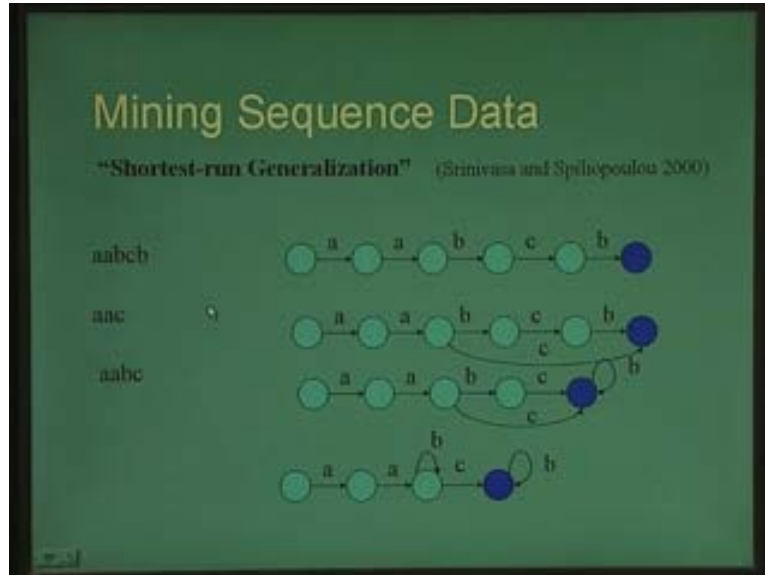 Mining Sequence Data
“Shortest-run Generalization” (Srinivasa and Spiliopoulou 2000)
aabcb
a a b c b
aac
a a b c b
c
aabc
a a b c b
c
b
a a c b